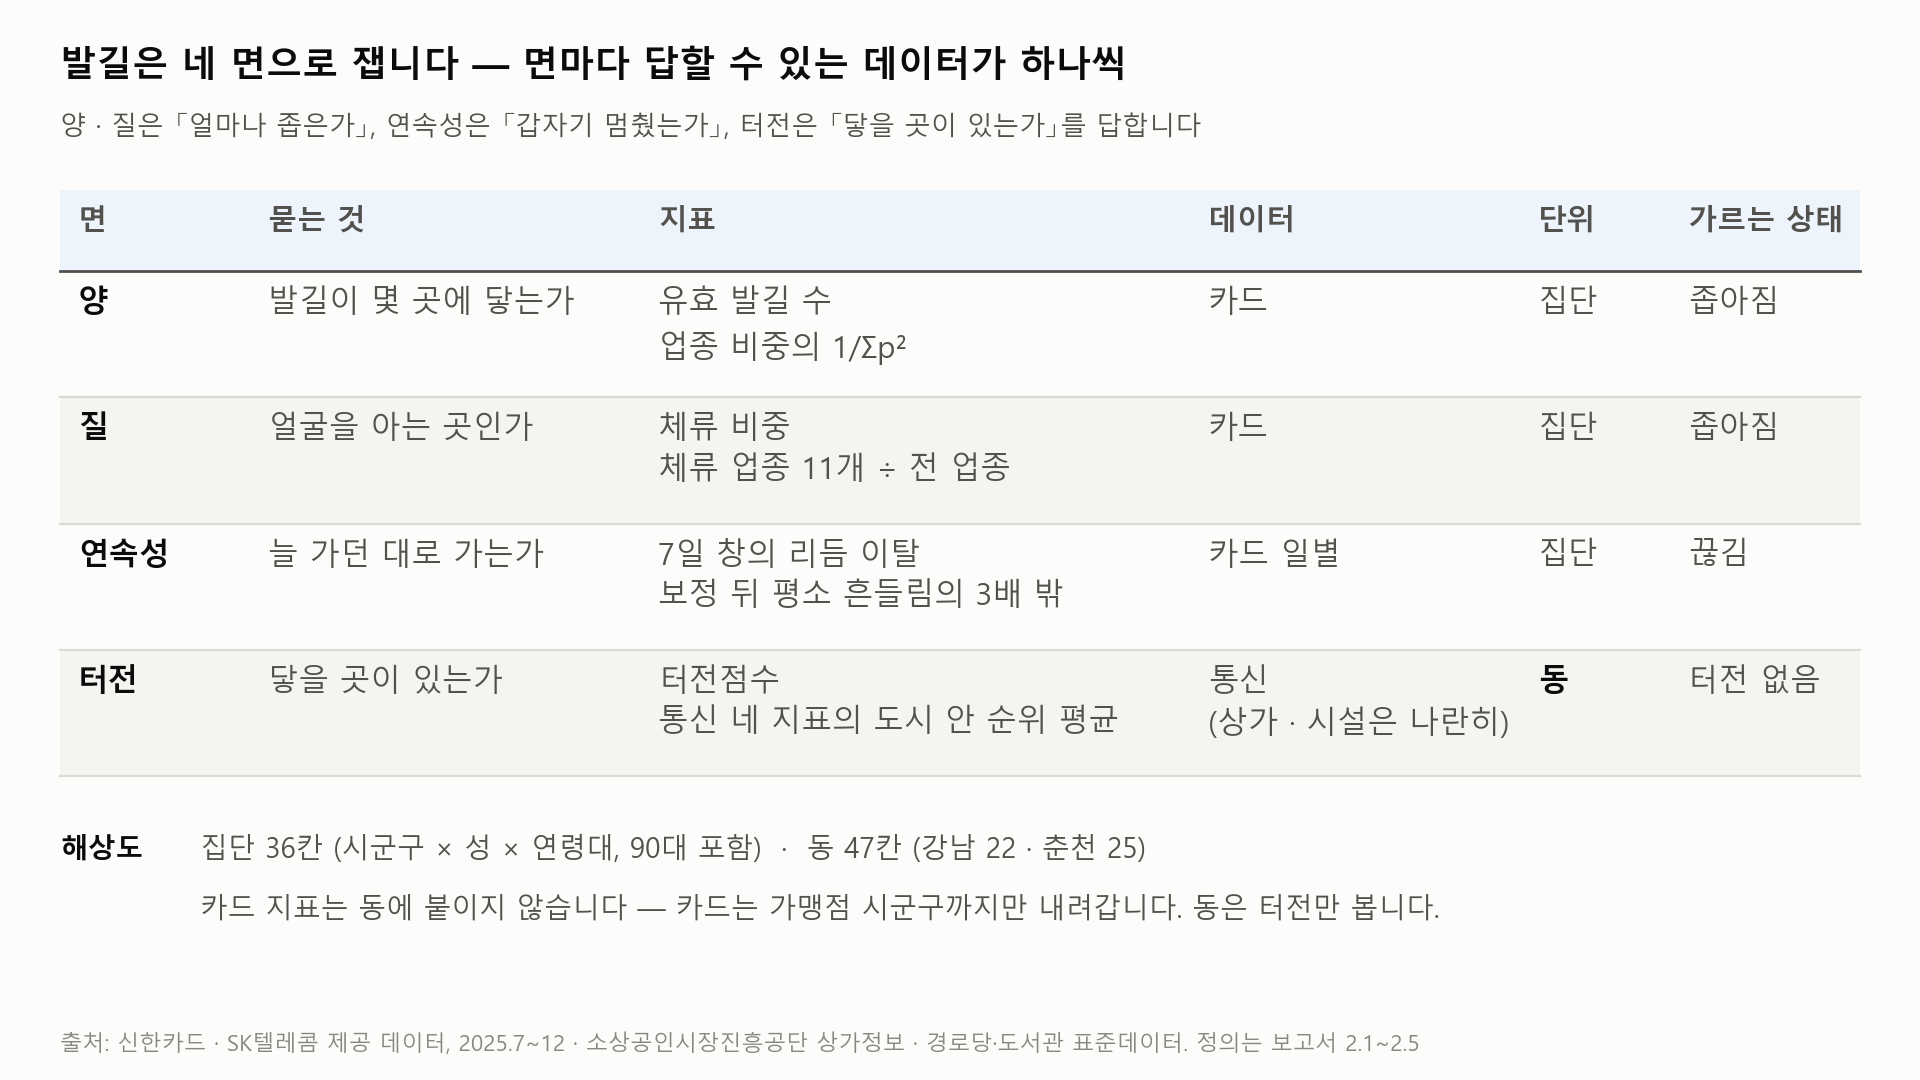 발길은 네 면으로 잽니다 — 면마다 답할 수 있는 데이터가 하나씩
양 · 질은 「얼마나 좁은가」, 연속성은 「갑자기 멈췄는가」, 터전은 「닿을 곳이 있는가」를 답합니다
면 묻는 것 지표 데이터 단위 가르는 상태
양 발길이 몇 곳에 닿는가 유효 발길 수 카드 집단 좁아짐
업종 비중의 1/Σp²
질 얼굴을 아는 곳인가 체류 비중 카드 집단 좁아짐
체류 업종 11개 ÷ 전 업종
연속성 늘 가던 대로 가는가 7일 창의 리듬 이탈 카드 일별 집단 끊김
보정 뒤 평소 흔들림의 3배 밖
터전 닿을 곳이 있는가 터전점수 통신 동 터전 없음
통신 네 지표의 도시 안 순위 평균 (상가 · 시설은 나란히)
해상도 집단 36칸 (시군구 × 성 × 연령대, 90대 포함) · 동 47칸 (강남 22 · 춘천 25)
카드 지표는 동에 붙이지 않습니다 — 카드는 가맹점 시군구까지만 내려갑니다. 동은 터전만 봅니다.
출처: 신한카드 · SK텔레콤 제공 데이터, 2025.7~12 · 소상공인시장진흥공단 상가정보 · 경로당·도서관 표준데이터. 정의는 보고서 2.1~2.5